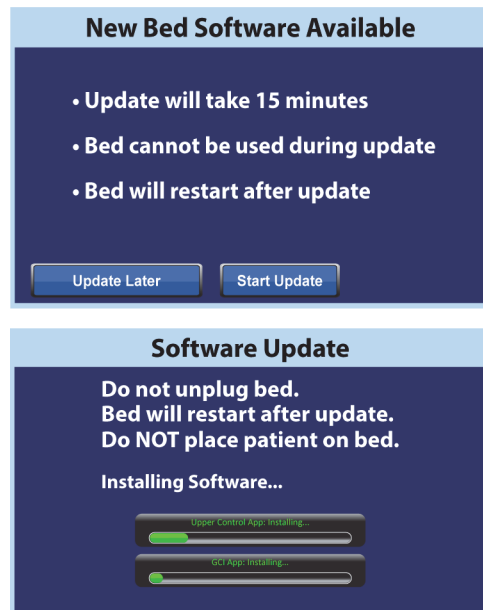 New Bed Software Available
• Update will take 15 minutes
• Bed cannot be used during update
• Bed will restart after update
Update Later Start Update
Software Update
Do not unplug bed.
Bed will restart after update.
Do NOT place patient on bed.
Installing Software...
Upper Control App: Installing...
GCI App: Installing...